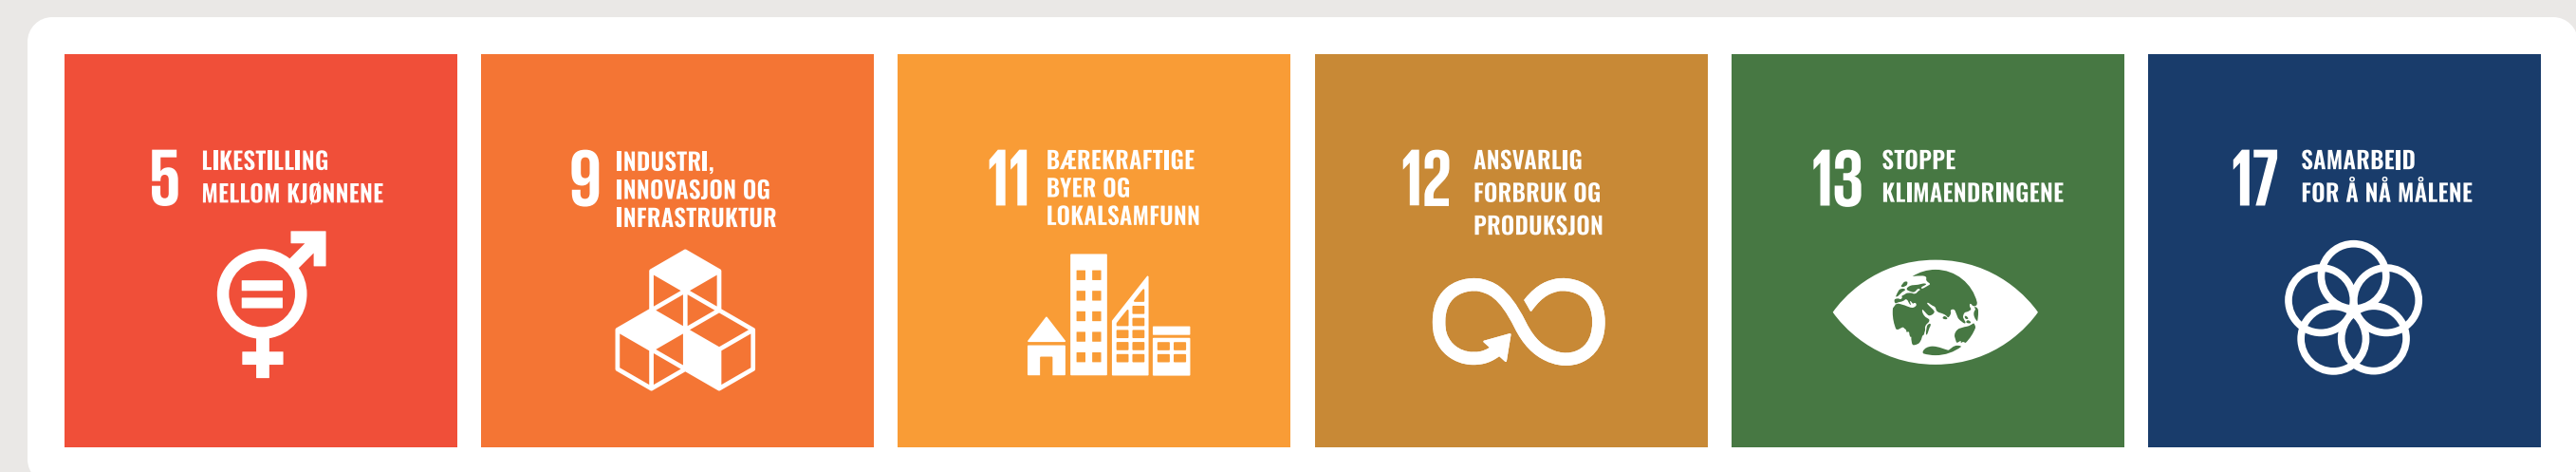 5
LIKESTILLING
MELLOM KJØNNENE
9
INDUSTRI,
INNOVASJON OG
INFRASTRUKTUR
11
BÆREKRAFTIGE
BYER OG
LOKALSAMFUNN
12
ANSVARLIG
FORBRUK OG
PRODUKSJON
13
STOPPE
KLIMAENDRINGENE
17
SAMARBEID
FOR Å NÅ MÅLENE